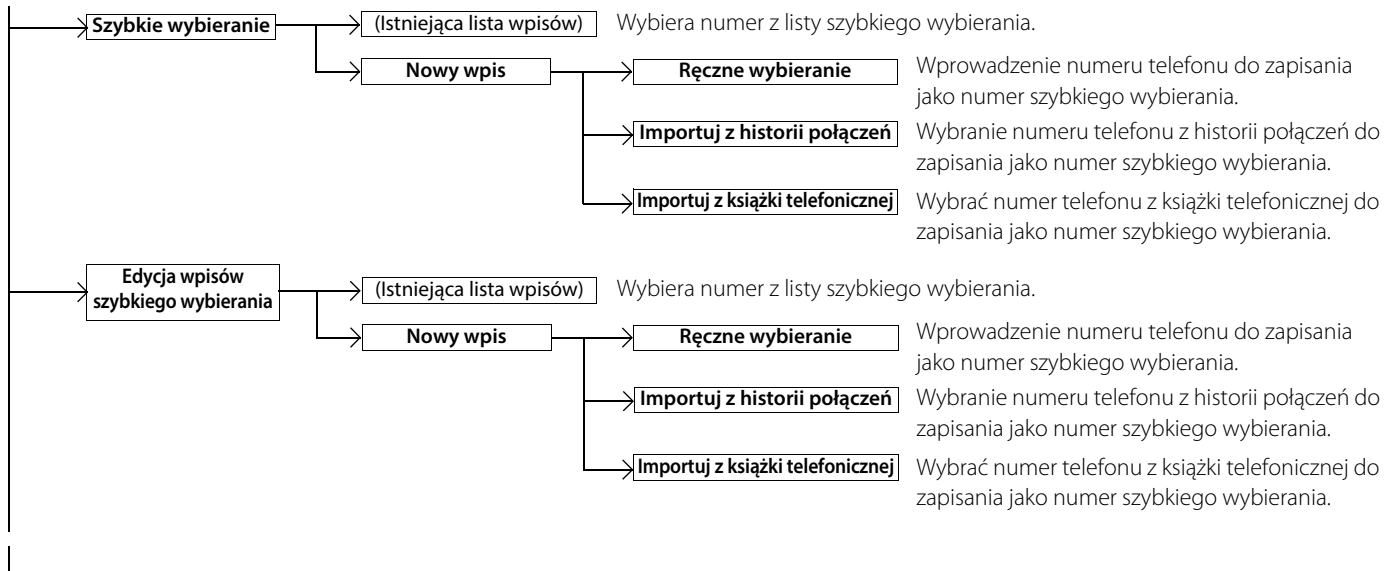 Szybkie wybieranie
(Istniejąca lista wpisów)
Wybiera numer z listy szybkiego wybierania.
Nowy wpis
Ręczne wybieranie
Wprowadzenie numeru telefonu do zapisania
jako numer szybkiego wybierania.
Importuj z historii połączeń
Wybranie numeru telefonu z historii połączeń do
zapisania jako numer szybkiego wybierania.
Importuj z książki telefonicznej
Wybrać numer telefonu z książki telefonicznej do
zapisania jako numer szybkiego wybierania.
Edycja wpisów
szybkiego wybierania
(Istniejąca lista wpisów)
Wybiera numer z listy szybkiego wybierania.
Nowy wpis
Ręczne wybieranie
Wprowadzenie numeru telefonu do zapisania
jako numer szybkiego wybierania.
Importuj z historii połączeń
Wybranie numeru telefonu z historii połączeń do
zapisania jako numer szybkiego wybierania.
Importuj z książki telefonicznej
Wybrać numer telefonu z książki telefonicznej do
zapisania jako numer szybkiego wybierania.